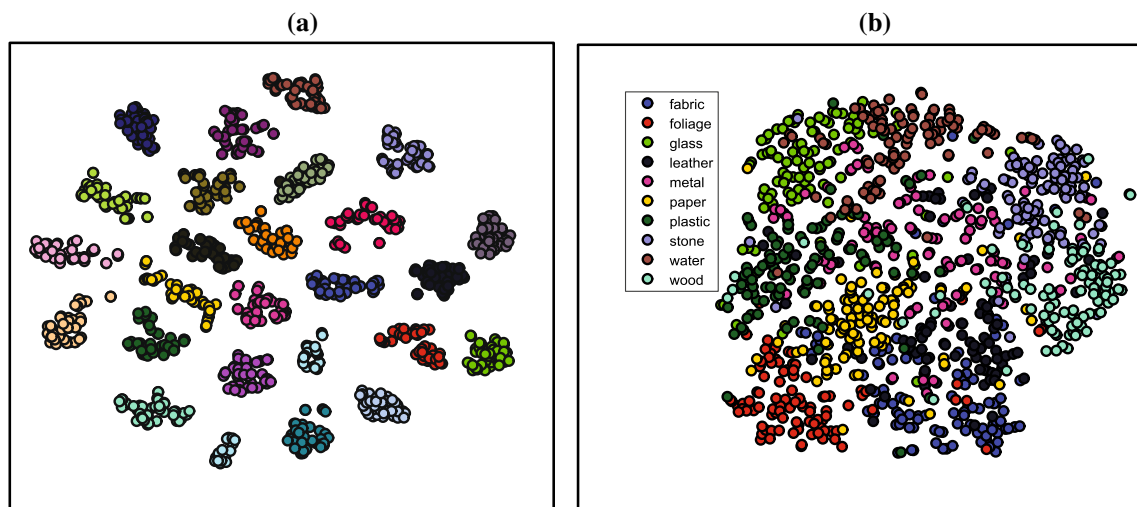 (a)
(b)
fabric
foliage
glass
leather
metal
paper
plastic
stone
water
wood